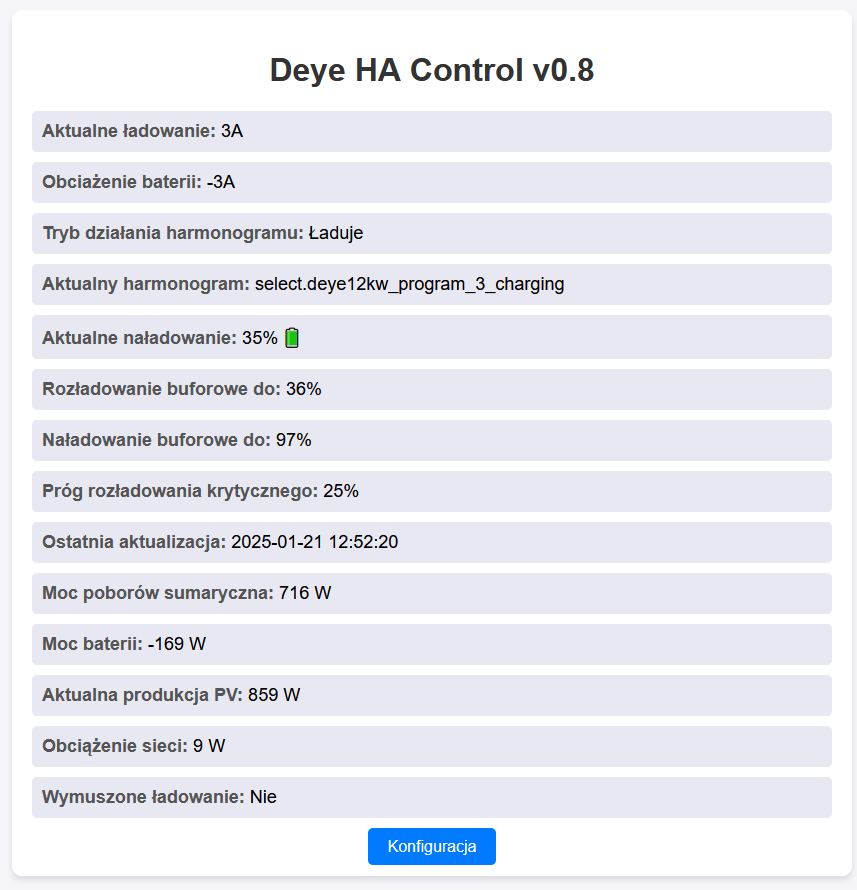 Deye HA Control v0.8
Aktualne ładowanie: 3A
Obciażenie baterii: -3A
Tryb działania harmonogramu: Ładuje
Aktualny harmonogram: select.deye12kw_program_3_charging
Aktualne naładowanie: 35%
Rozładowanie buforowe do: 36%
Naładowanie buforowe do: 97%
Próg rozładowania krytycznego: 25%
Ostatnia aktualizacja: 2025-01-21 12:52:20
Moc poborów sumaryczna: 716 W
Moc baterii: -169 W
Aktualna produkcja PV: 859 W
Obciążenie sieci: 9 W
Wymuszone ładowanie: Nie
Konfiguracja